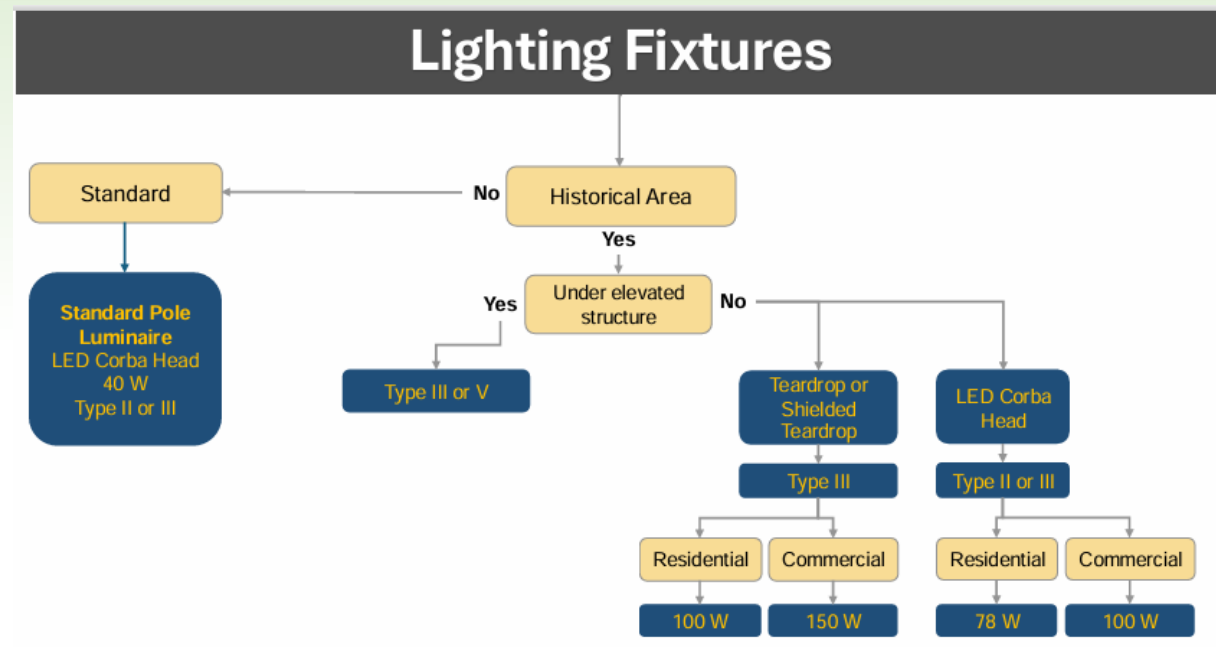 Lighting Fixtures
Standard
No
Historical Area
Yes
Under elevated
structure
Yes
No
Standard Pole
Luminaire
LED Corba Head
40 W
Type II or III
Type III or V
Teardrop or
Shielded
Teardrop
LED Corba
Head
Type III
Type II or III
Residential
Commercial
Residential
Commercial
100 W
150 W
78 W
100 W